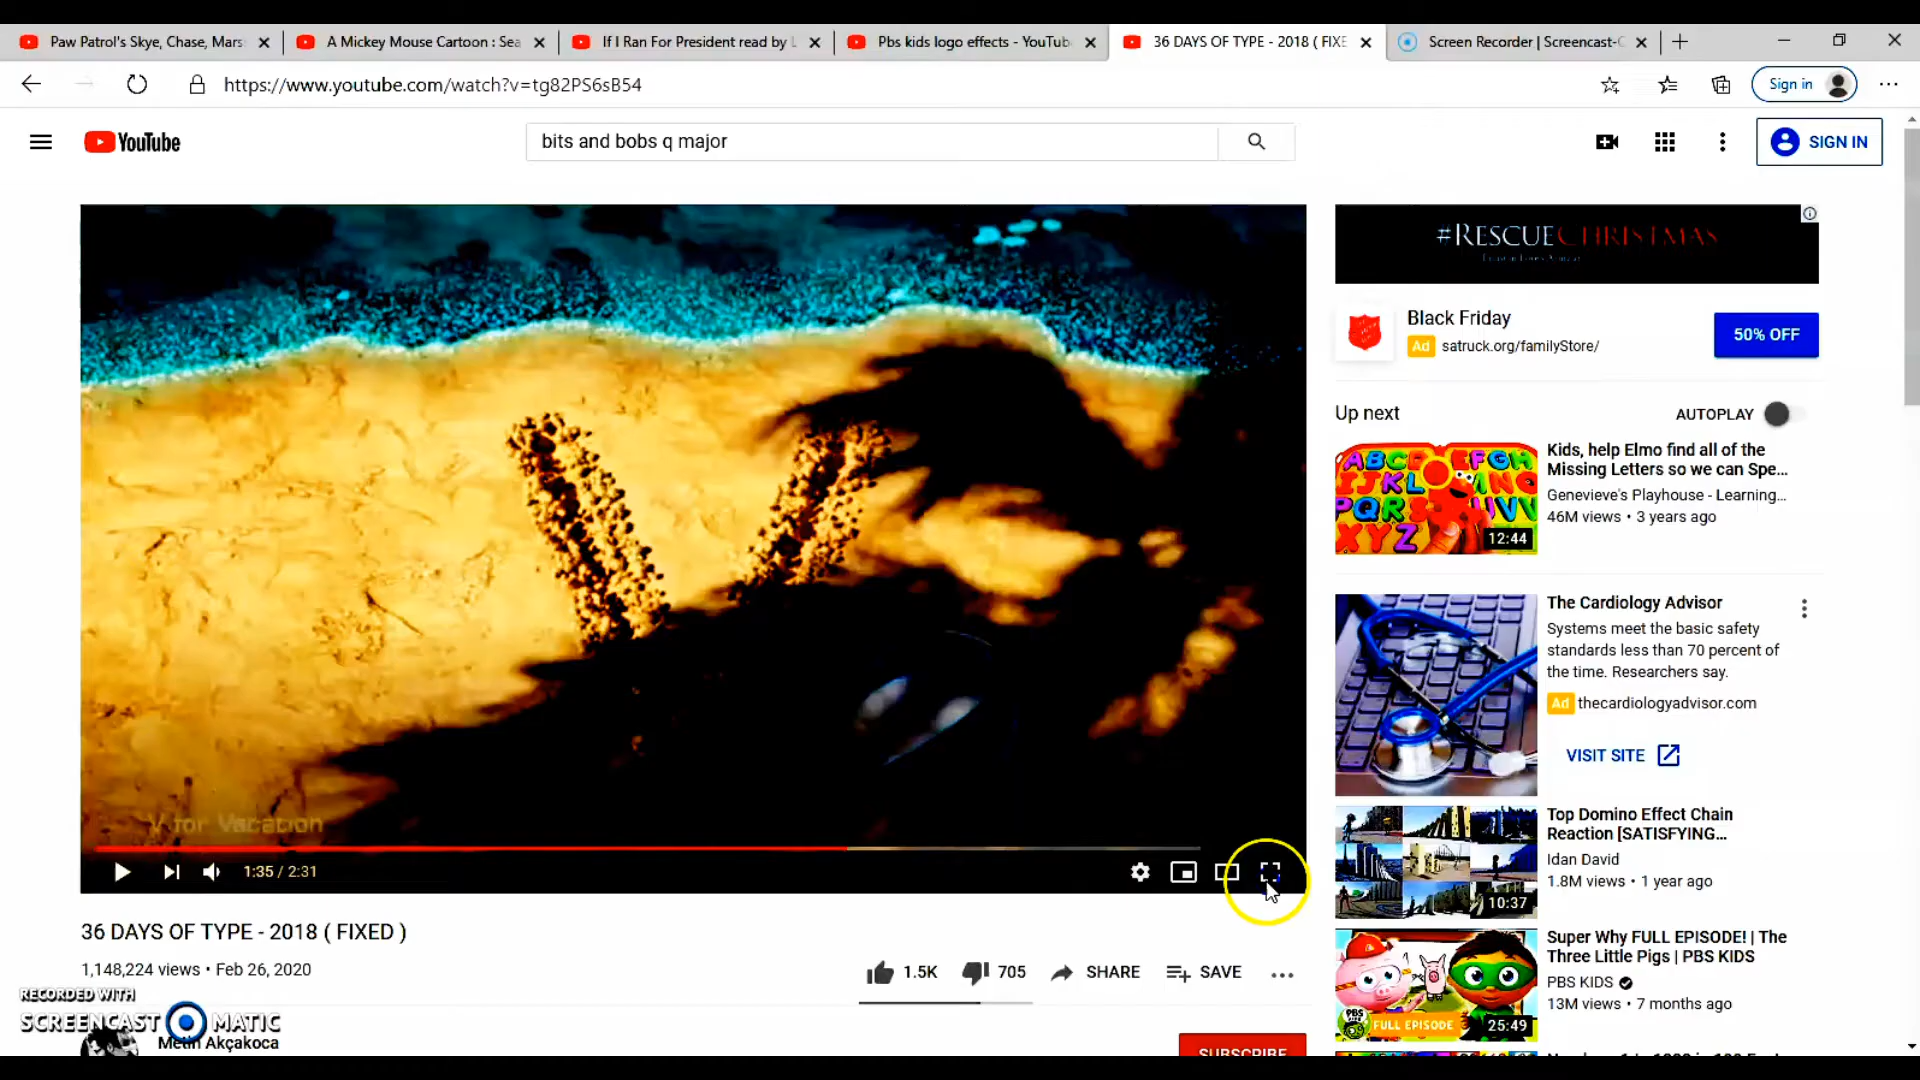 Paw Patrol's Skye, Chase, Mars
A Mickey Mouse Cartoon : Sea
If I Ran For President read by L
Pbs kids logo effects - YouTub
36 DAYS OF TYPE - 2018 ( FIXE
Screen Recorder | Screencast-O
https://www.youtube.com/watch?v=tg82PS6sB54
Sign in
YouTube
bits and bobs q major
SIGN IN
#RESCUECHRISTMAS
Black Friday
Ad satruck.org/familyStore/
50% OFF
Up next
AUTOPLAY
Kids, help Elmo find all of the
Missing Letters so we can Spe...
Genevieve's Playhouse - Learning...
46M views • 3 years ago
12:44
The Cardiology Advisor
Systems meet the basic safety
standards less than 70 percent of
the time. Researchers say.
Ad thecardiologyadvisor.com
VISIT SITE
Top Domino Effect Chain
Reaction [SATISFYING...
Idan David
1.8M views • 1 year ago
10:37
Super Why FULL EPISODE! | The
Three Little Pigs | PBS KIDS
PBS KIDS
13M views • 7 months ago
PBS KIDS FULL EPISODE
25:49
V for Vacation
1:35 / 2:31
36 DAYS OF TYPE - 2018 ( FIXED )
1,148,224 views • Feb 26, 2020
1.5K
705
SHARE
SAVE
RECORDED WITH
SCREENCAST O MATIC
Metin Akçakoca
SUBSCRIBE